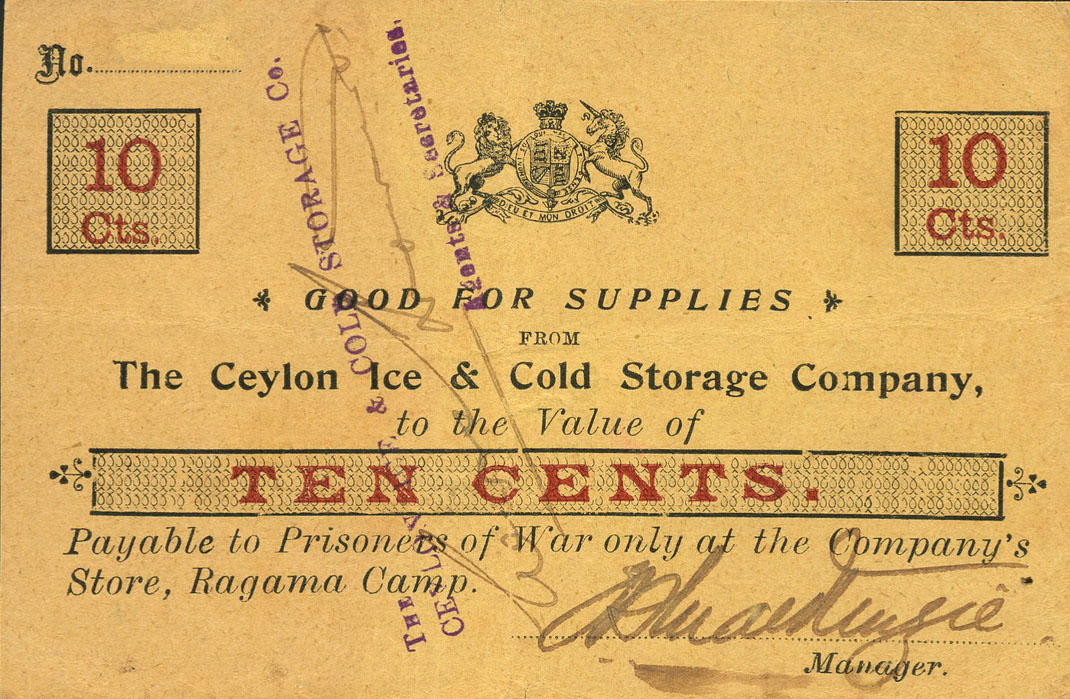 No.
10
Cts.
10
Cts.
DIEU ET MON DROIT
GOOD FOR SUPPLIES
FROM
The Ceylon Ice & Cold Storage Company,
to the Value of
TEN CENTS.
Payable to Prisoners of War only at the Company's
Store, Ragama Camp.
Manager.
THE
CEYLON ICE & COLD STORAGE Co.
Agents & Secretaries.